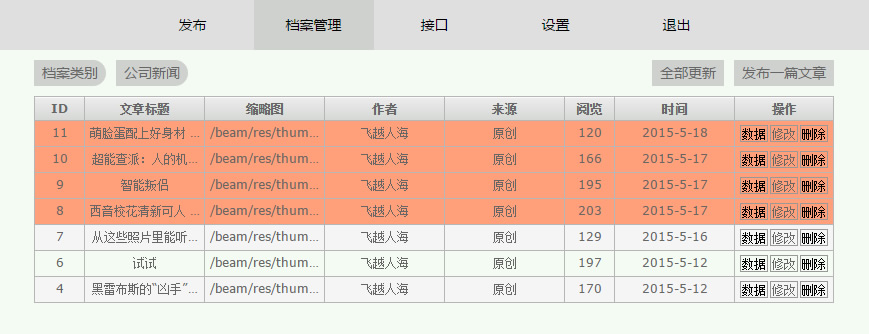 发布 档案管理 接口 设置 退出
档案类别 公司新闻 全部更新 发布一篇文章
ID 文章标题 缩略图 作者 来源 阅览 时间 操作
11 萌脸蛋配上好身材 ... /beam/res/thum... 飞越人海 原创 120 2015-5-18 数据 修改 删除
10 超能查派：人的机... /beam/res/thum... 飞越人海 原创 166 2015-5-17 数据 修改 删除
9 智能叛侣 /beam/res/thum... 飞越人海 原创 195 2015-5-17 数据 修改 删除
8 西音校花清新可人 ... /beam/res/thum... 飞越人海 原创 203 2015-5-17 数据 修改 删除
7 从这些照片里能听... /beam/res/thum... 飞越人海 原创 129 2015-5-16 数据 修改 删除
6 试试 /beam/res/thum... 飞越人海 原创 197 2015-5-12 数据 修改 删除
4 黑雷布斯的“凶手”... /beam/res/thum... 飞越人海 原创 170 2015-5-12 数据 修改 删除